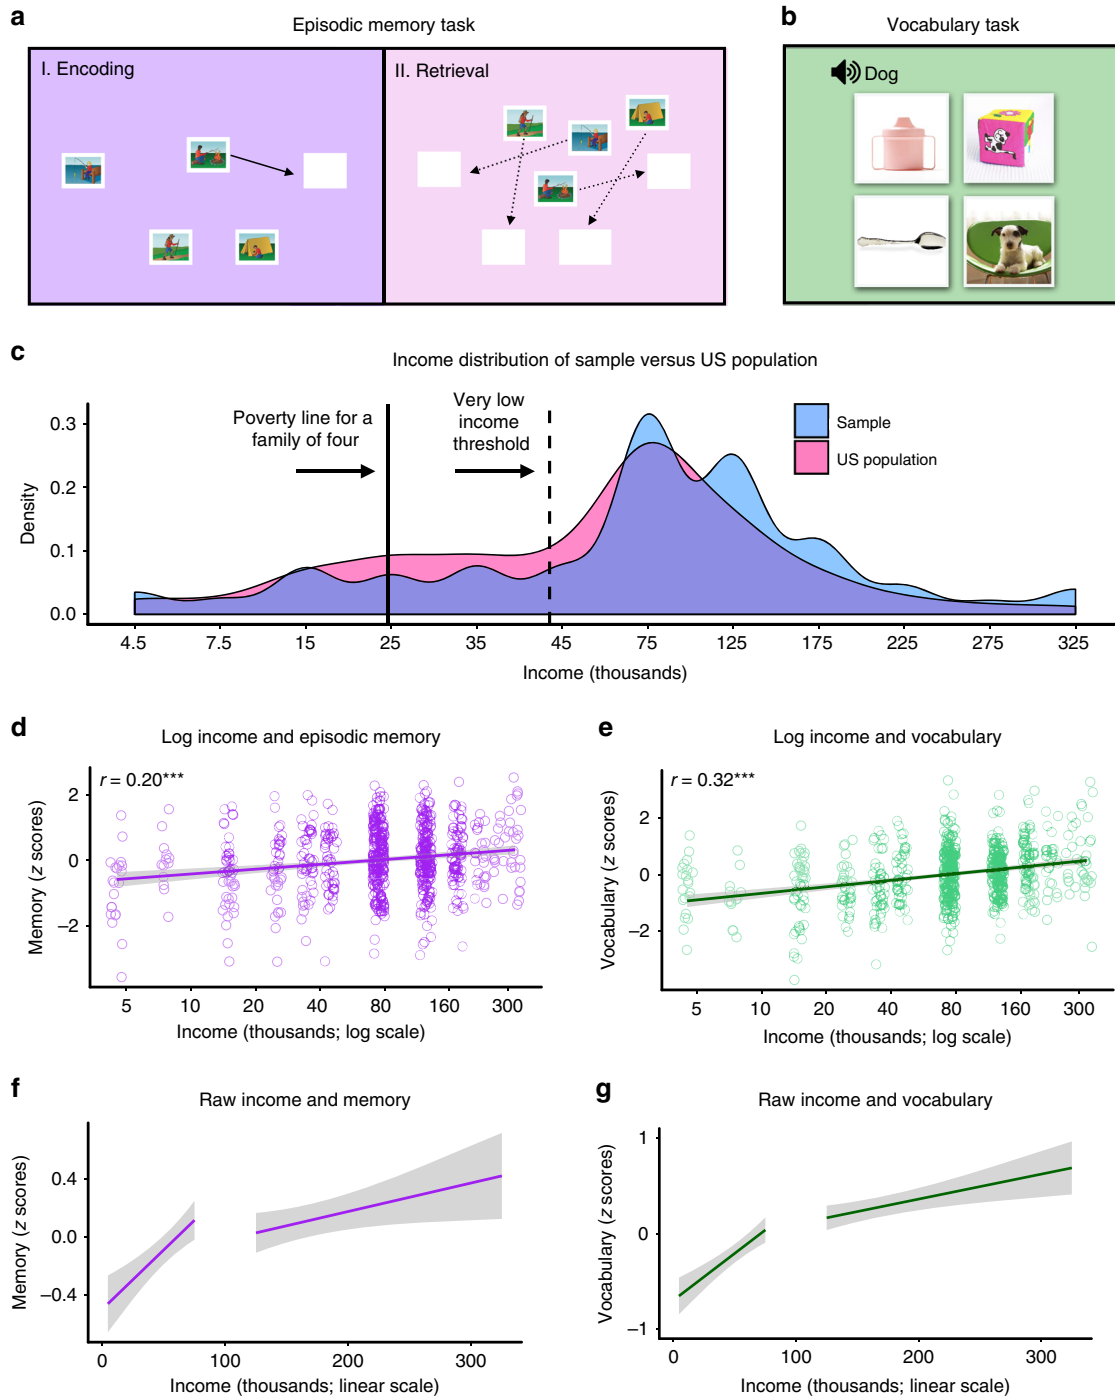 a
Episodic memory task
I. Encoding
II. Retrieval
b
Vocabulary task
Dog
c
Income distribution of sample versus US population
Poverty line for a
family of four
Very low
income
threshold
Sample
US population
Density
0.3
0.2
0.1
0.0
4.5 7.5 15 25 35 45 75 125 175 225 275 325
Income (thousands)
d
Log income and episodic memory
r = 0.20***
Memory (z scores)
2
0
−2
5 10 20 40 80 160 300
Income (thousands; log scale)
e
Log income and vocabulary
r = 0.32***
Vocabulary (z scores)
2
0
−2
5 10 20 40 80 160 300
Income (thousands; log scale)
f
Raw income and memory
Memory (z scores)
0.4
0.0
−0.4
0 100 200 300
Income (thousands; linear scale)
g
Raw income and vocabulary
Vocabulary (z scores)
1
0
−1
0 100 200 300
Income (thousands; linear scale)